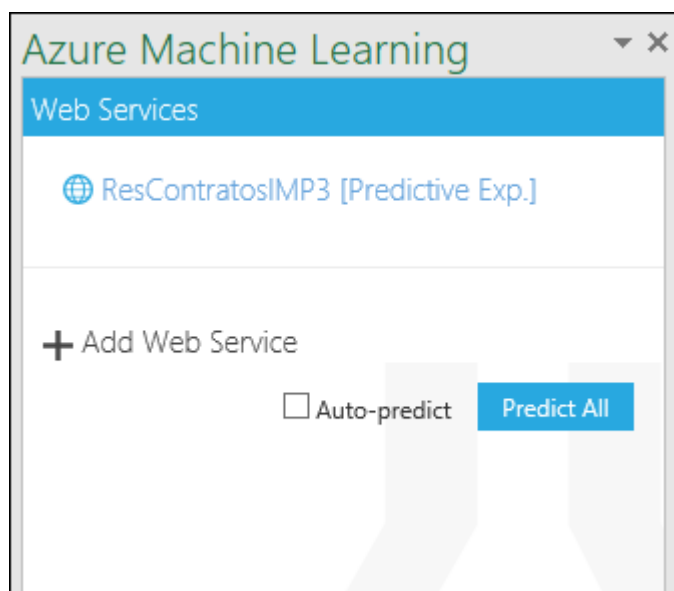 Azure Machine Learning
Web Services
ResContratosIMP3 [Predictive Exp.]
Add Web Service
Auto-predict Predict All